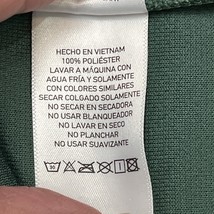 HECHO EN VIETNAM
100% POLIÉSTER
LAVAR A MÁQUINA CON
AGUA FRÍA Y SOLAMENTE
CON COLORES SIMILARES
SECAR COLGADO SOLAMENTE
NO SECAR EN SECADORA
NO USAR BLANQUEADOR
NO LAVAR EN SECO
NO PLANCHAR
NO USAR SUAVIZANTE
30